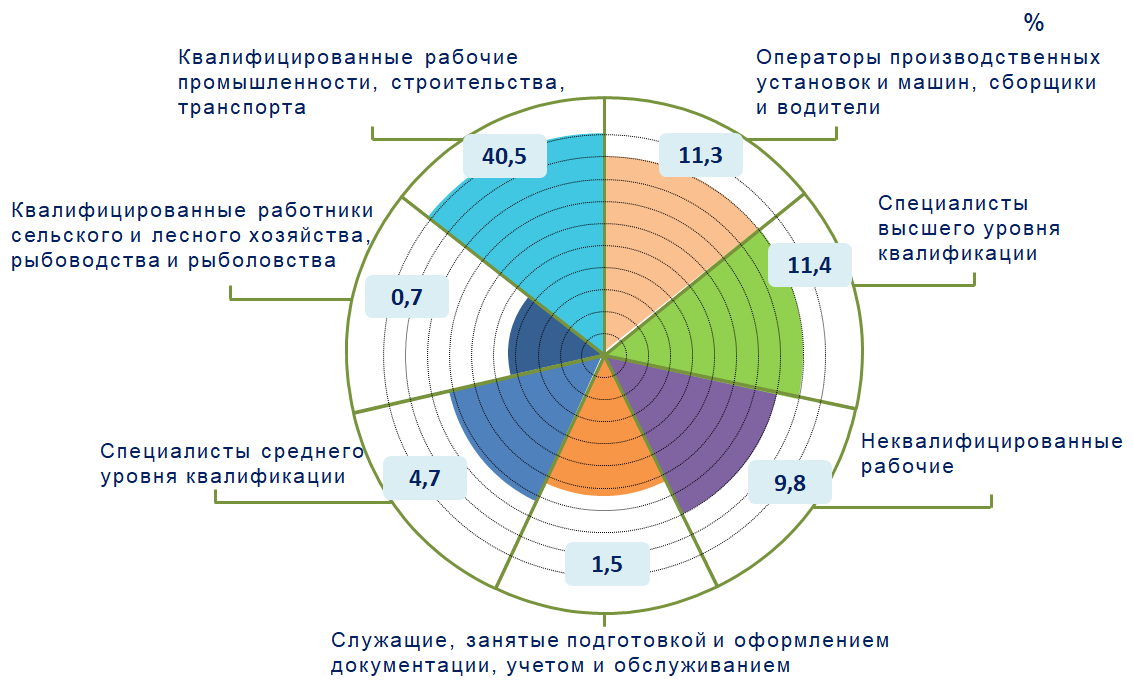 %
Квалифицированные рабочие
промышленности, строительства,
транспорта
40,5
Операторы производственных
установок и машин, сборщики
и водители
11,3
Специалисты
высшего уровня
квалификации
11,4
Квалифицированные работники
сельского и лесного хозяйства,
рыбоводства и рыболовства
0,7
Специалисты среднего
уровня квалификации
4,7
Неквалифицированные
рабочие
9,8
1,5
Служащие, занятые подготовкой и оформлением
документации, учетом и обслуживанием